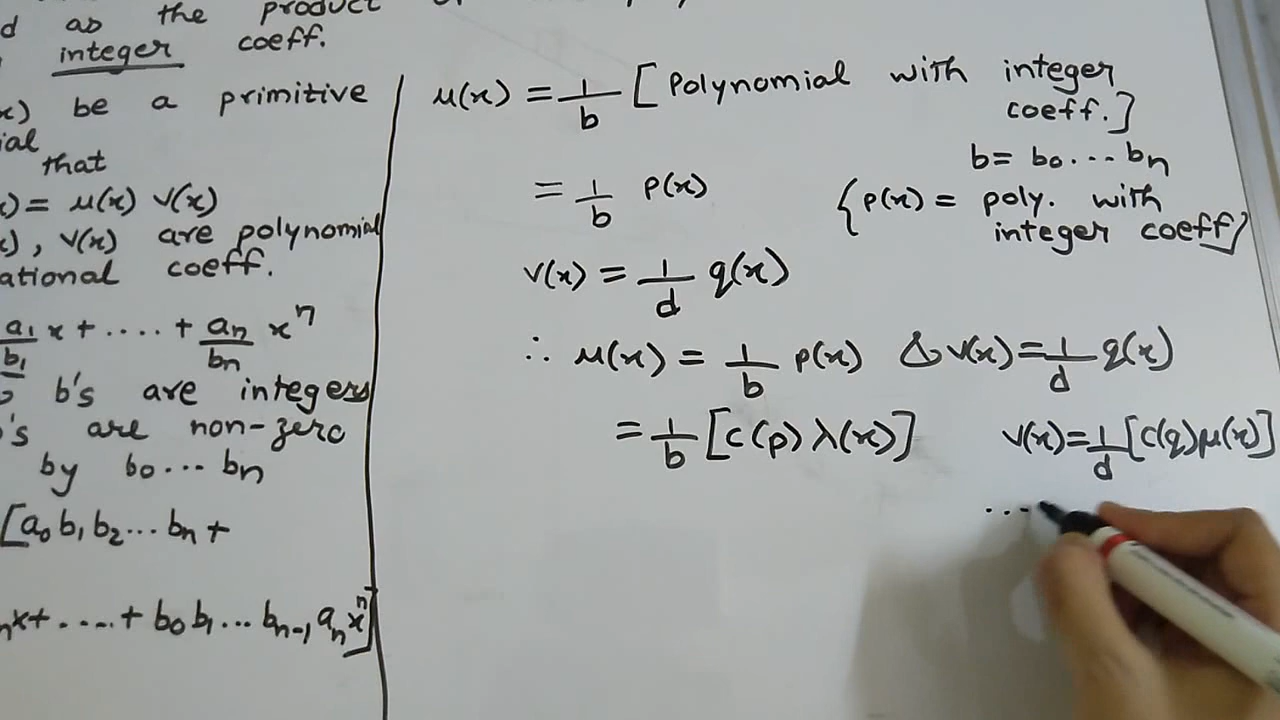 d as the product
integer coeff.
x) be a primitive
ial that
x) = μ(x) v(x)
x), v(x) are polynomial
ational coeff.
a1/b1 x + .... + an/bn x^n
b's are integers
's are non-zero
by b0 ... bn
[a0 b1 b2 ... bn +
nx + ..... + b0 b1 ... bn-1 an x^n]
μ(x) = 1/b [Polynomial with integer
coeff.]
b = b0 ... bn
= 1/b p(x) {p(x) = poly. with
integer coeff}
v(x) = 1/d q(x)
∴ μ(x) = 1/b p(x) & v(x) = 1/d q(x)
= 1/b [c(p) λ(x)] v(x) = 1/d [c(q) μ(x)]
...